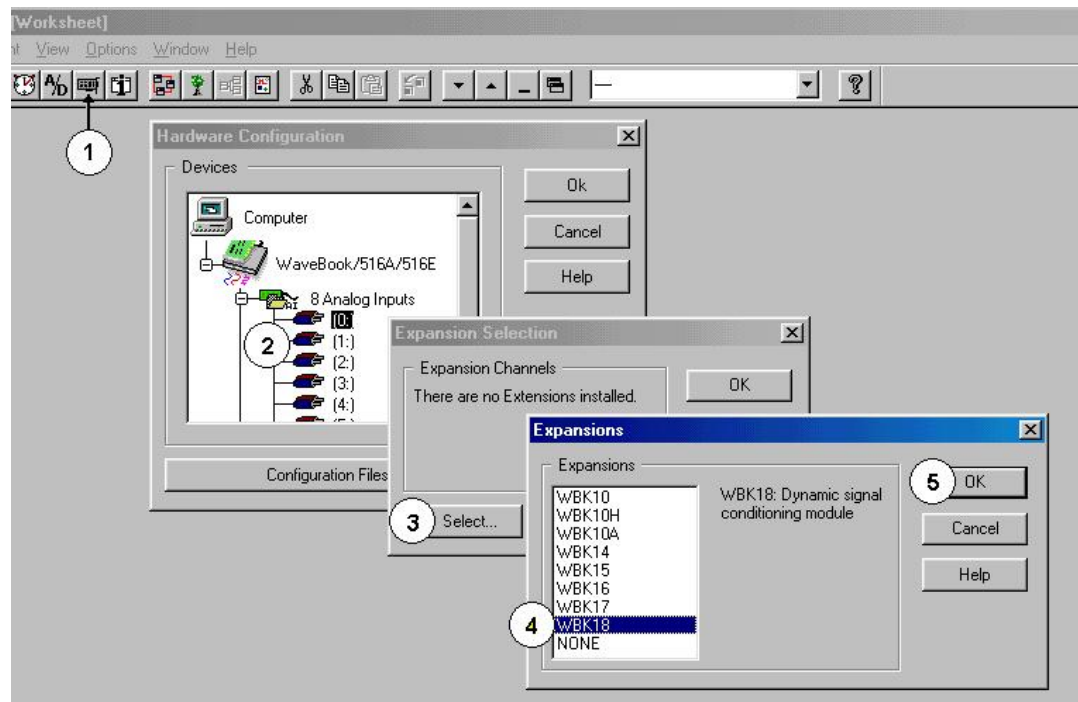 [Worksheet]
nt View Options Window Help
A/D
—
1
Hardware Configuration
Devices
Computer
WaveBook/516A/516E
8 Analog Inputs
(0:)
(1:)
(2:)
(3:)
(4:)
2
Ok
Cancel
Help
Configuration Files
Expansion Selection
Expansion Channels
There are no Extensions installed.
OK
3
Select...
Expansions
Expansions
WBK10
WBK10H
WBK10A
WBK14
WBK15
WBK16
WBK17
4
WBK18
NONE
WBK18: Dynamic signal
conditioning module
5
OK
Cancel
Help